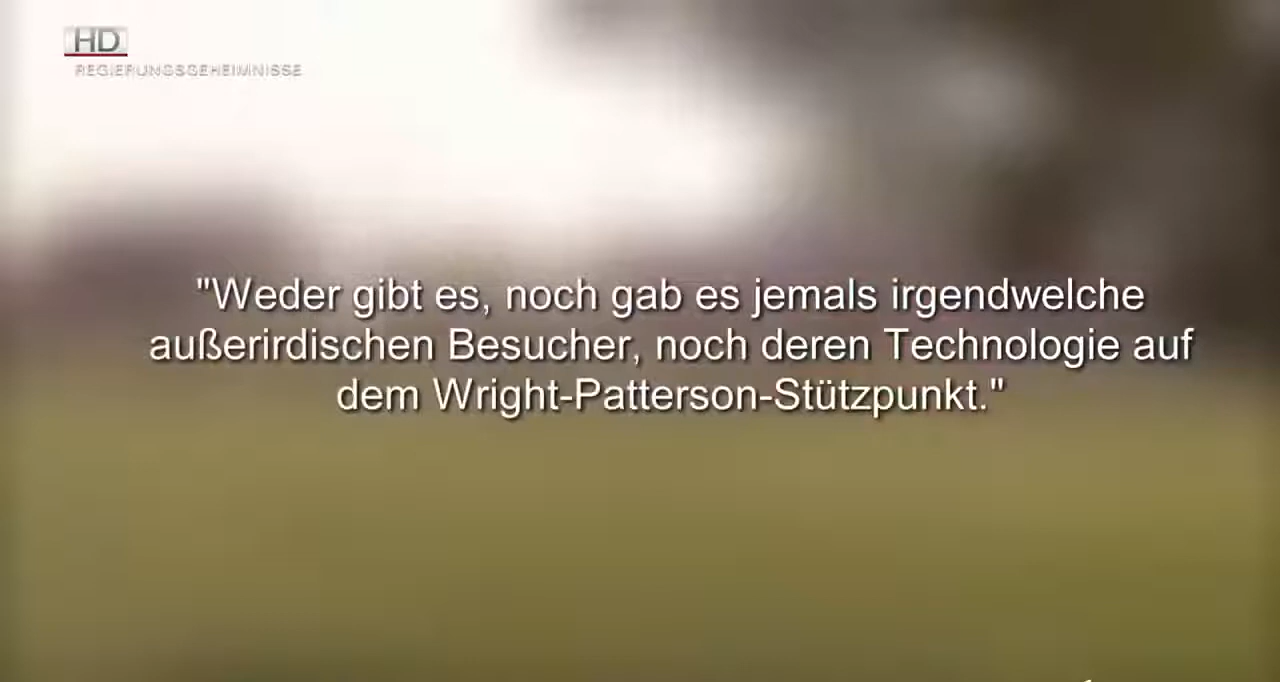 HD
REGIERUNGSGEHEIMNISSE
"Weder gibt es, noch gab es jemals irgendwelche
außerirdischen Besucher, noch deren Technologie auf
dem Wright-Patterson-Stützpunkt."